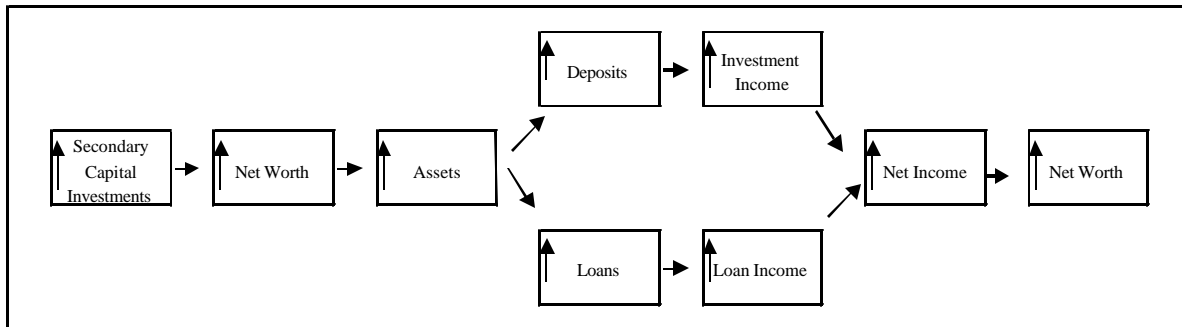 Secondary
Capital
Investments
Net Worth
Assets
Deposits
Investment
Income
Loans
Loan Income
Net Income
Net Worth